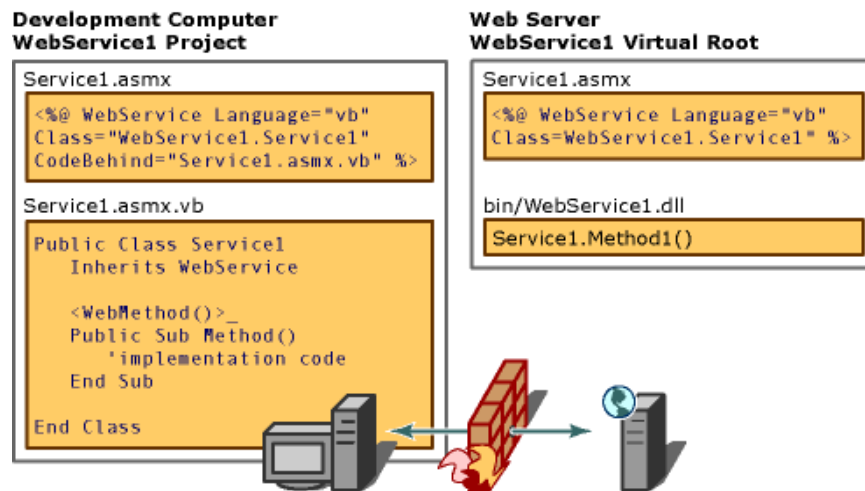 Development Computer
WebService1 Project
Service1.asmx
<%@ WebService Language="vb"
Class="WebService1.Service1"
CodeBehind="Service1.asmx.vb" %>
Service1.asmx.vb
Public Class Service1
Inherits WebService
<WebMethod()>_
Public Sub Method()
'implementation code
End Sub
End Class
Web Server
WebService1 Virtual Root
Service1.asmx
<%@ WebService Language="vb"
Class=WebService1.Service1" %>
bin/WebService1.dll
Service1.Method1()